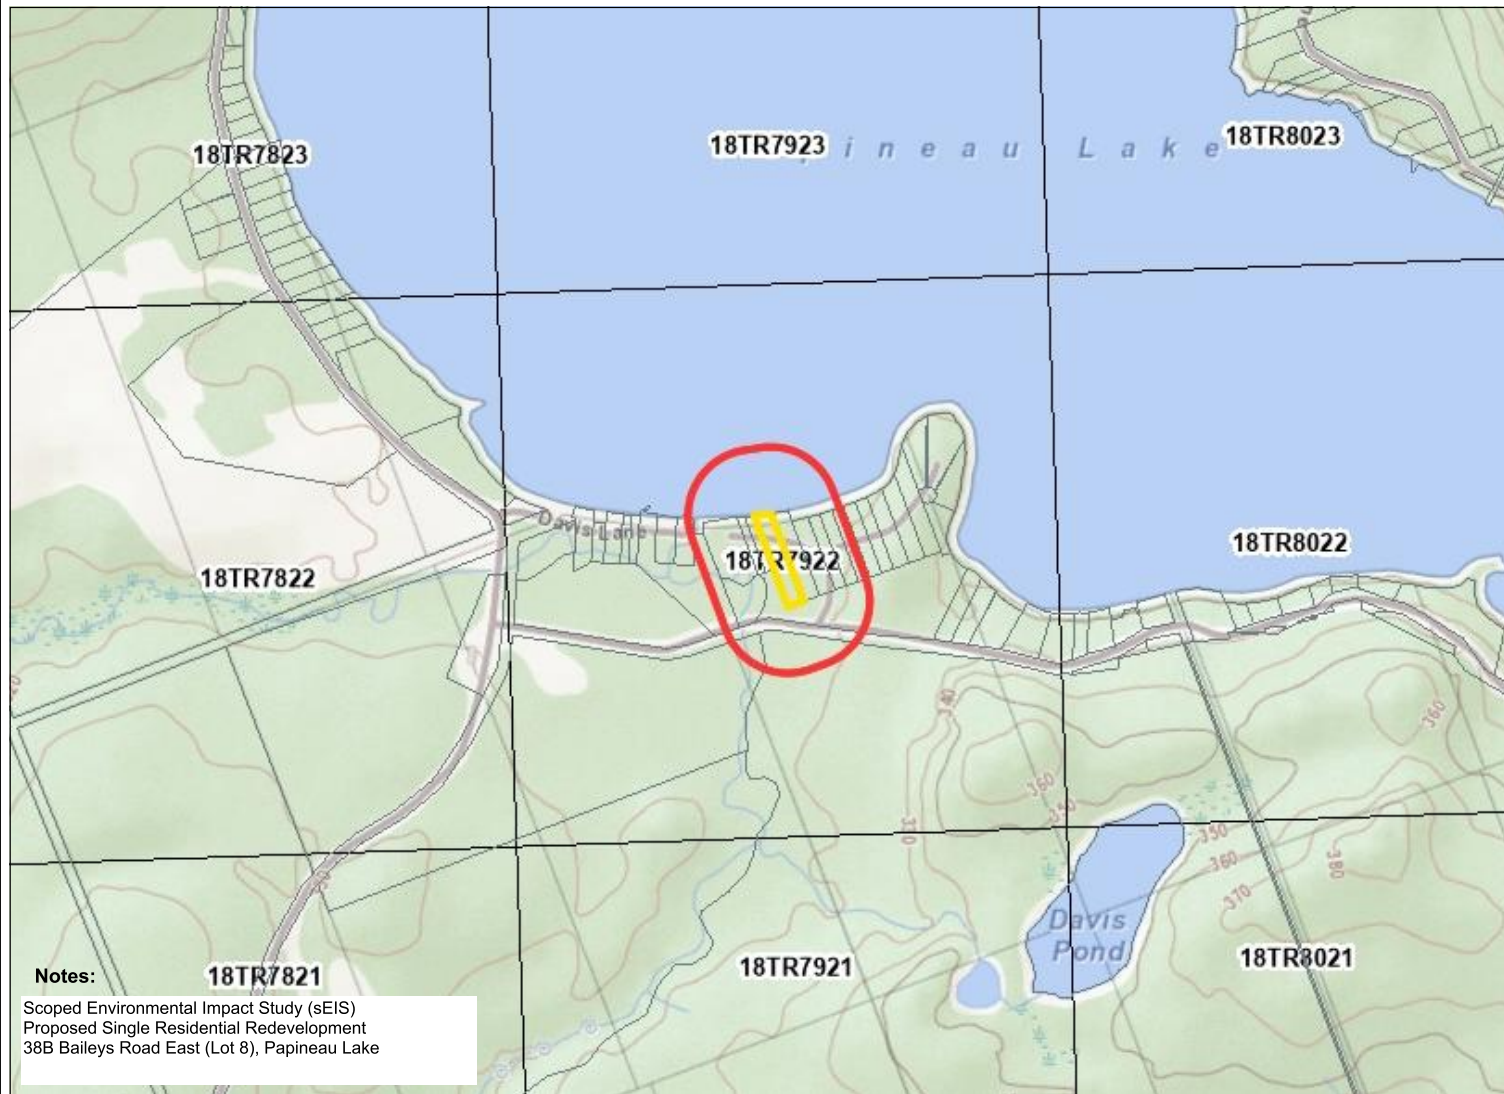 18TR7823
18TR7923
i n e a u L a k e
18TR8023
Davis Lane
18TR7922
18TR8022
18TR7822
340
360
360
350
330
350
360
380
370
Davis
Pond
18TR7821
18TR7921
18TR8021
Notes:
Scoped Environmental Impact Study (sEIS)
Proposed Single Residential Redevelopment
38B Baileys Road East (Lot 8), Papineau Lake